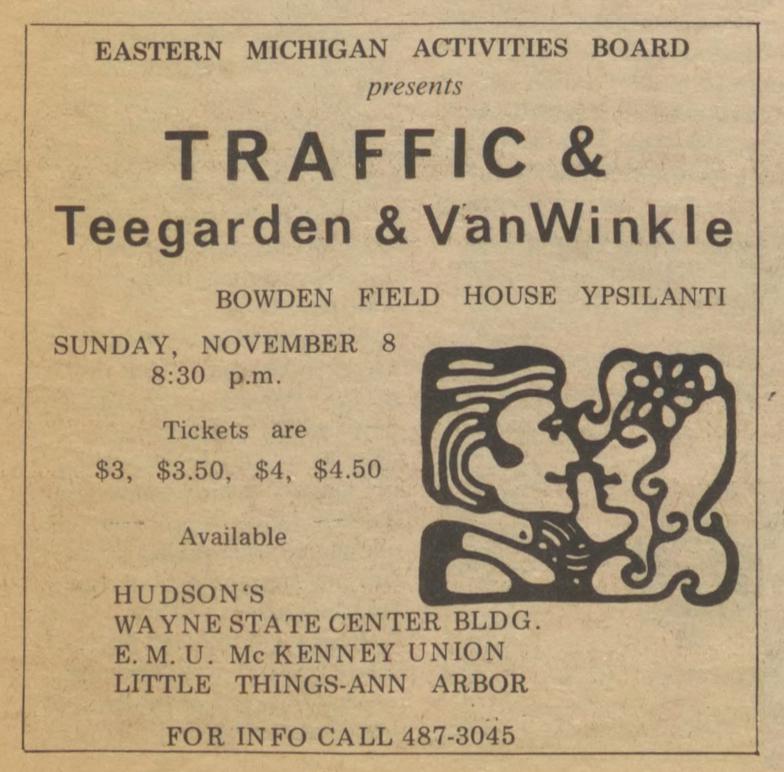 EASTERN MICHIGAN ACTIVITIES BOARD
presents
TRAFFIC &
Teegarden & VanWinkle
BOWDEN FIELD HOUSE YPSILANTI
SUNDAY, NOVEMBER 8
8:30 p.m.
Tickets are
$3, $3.50, $4, $4.50
Available
HUDSON'S
WAYNE STATE CENTER BLDG.
E. M. U. Mc KENNEY UNION
LITTLE THINGS-ANN ARBOR
FOR INFO CALL 487-3045